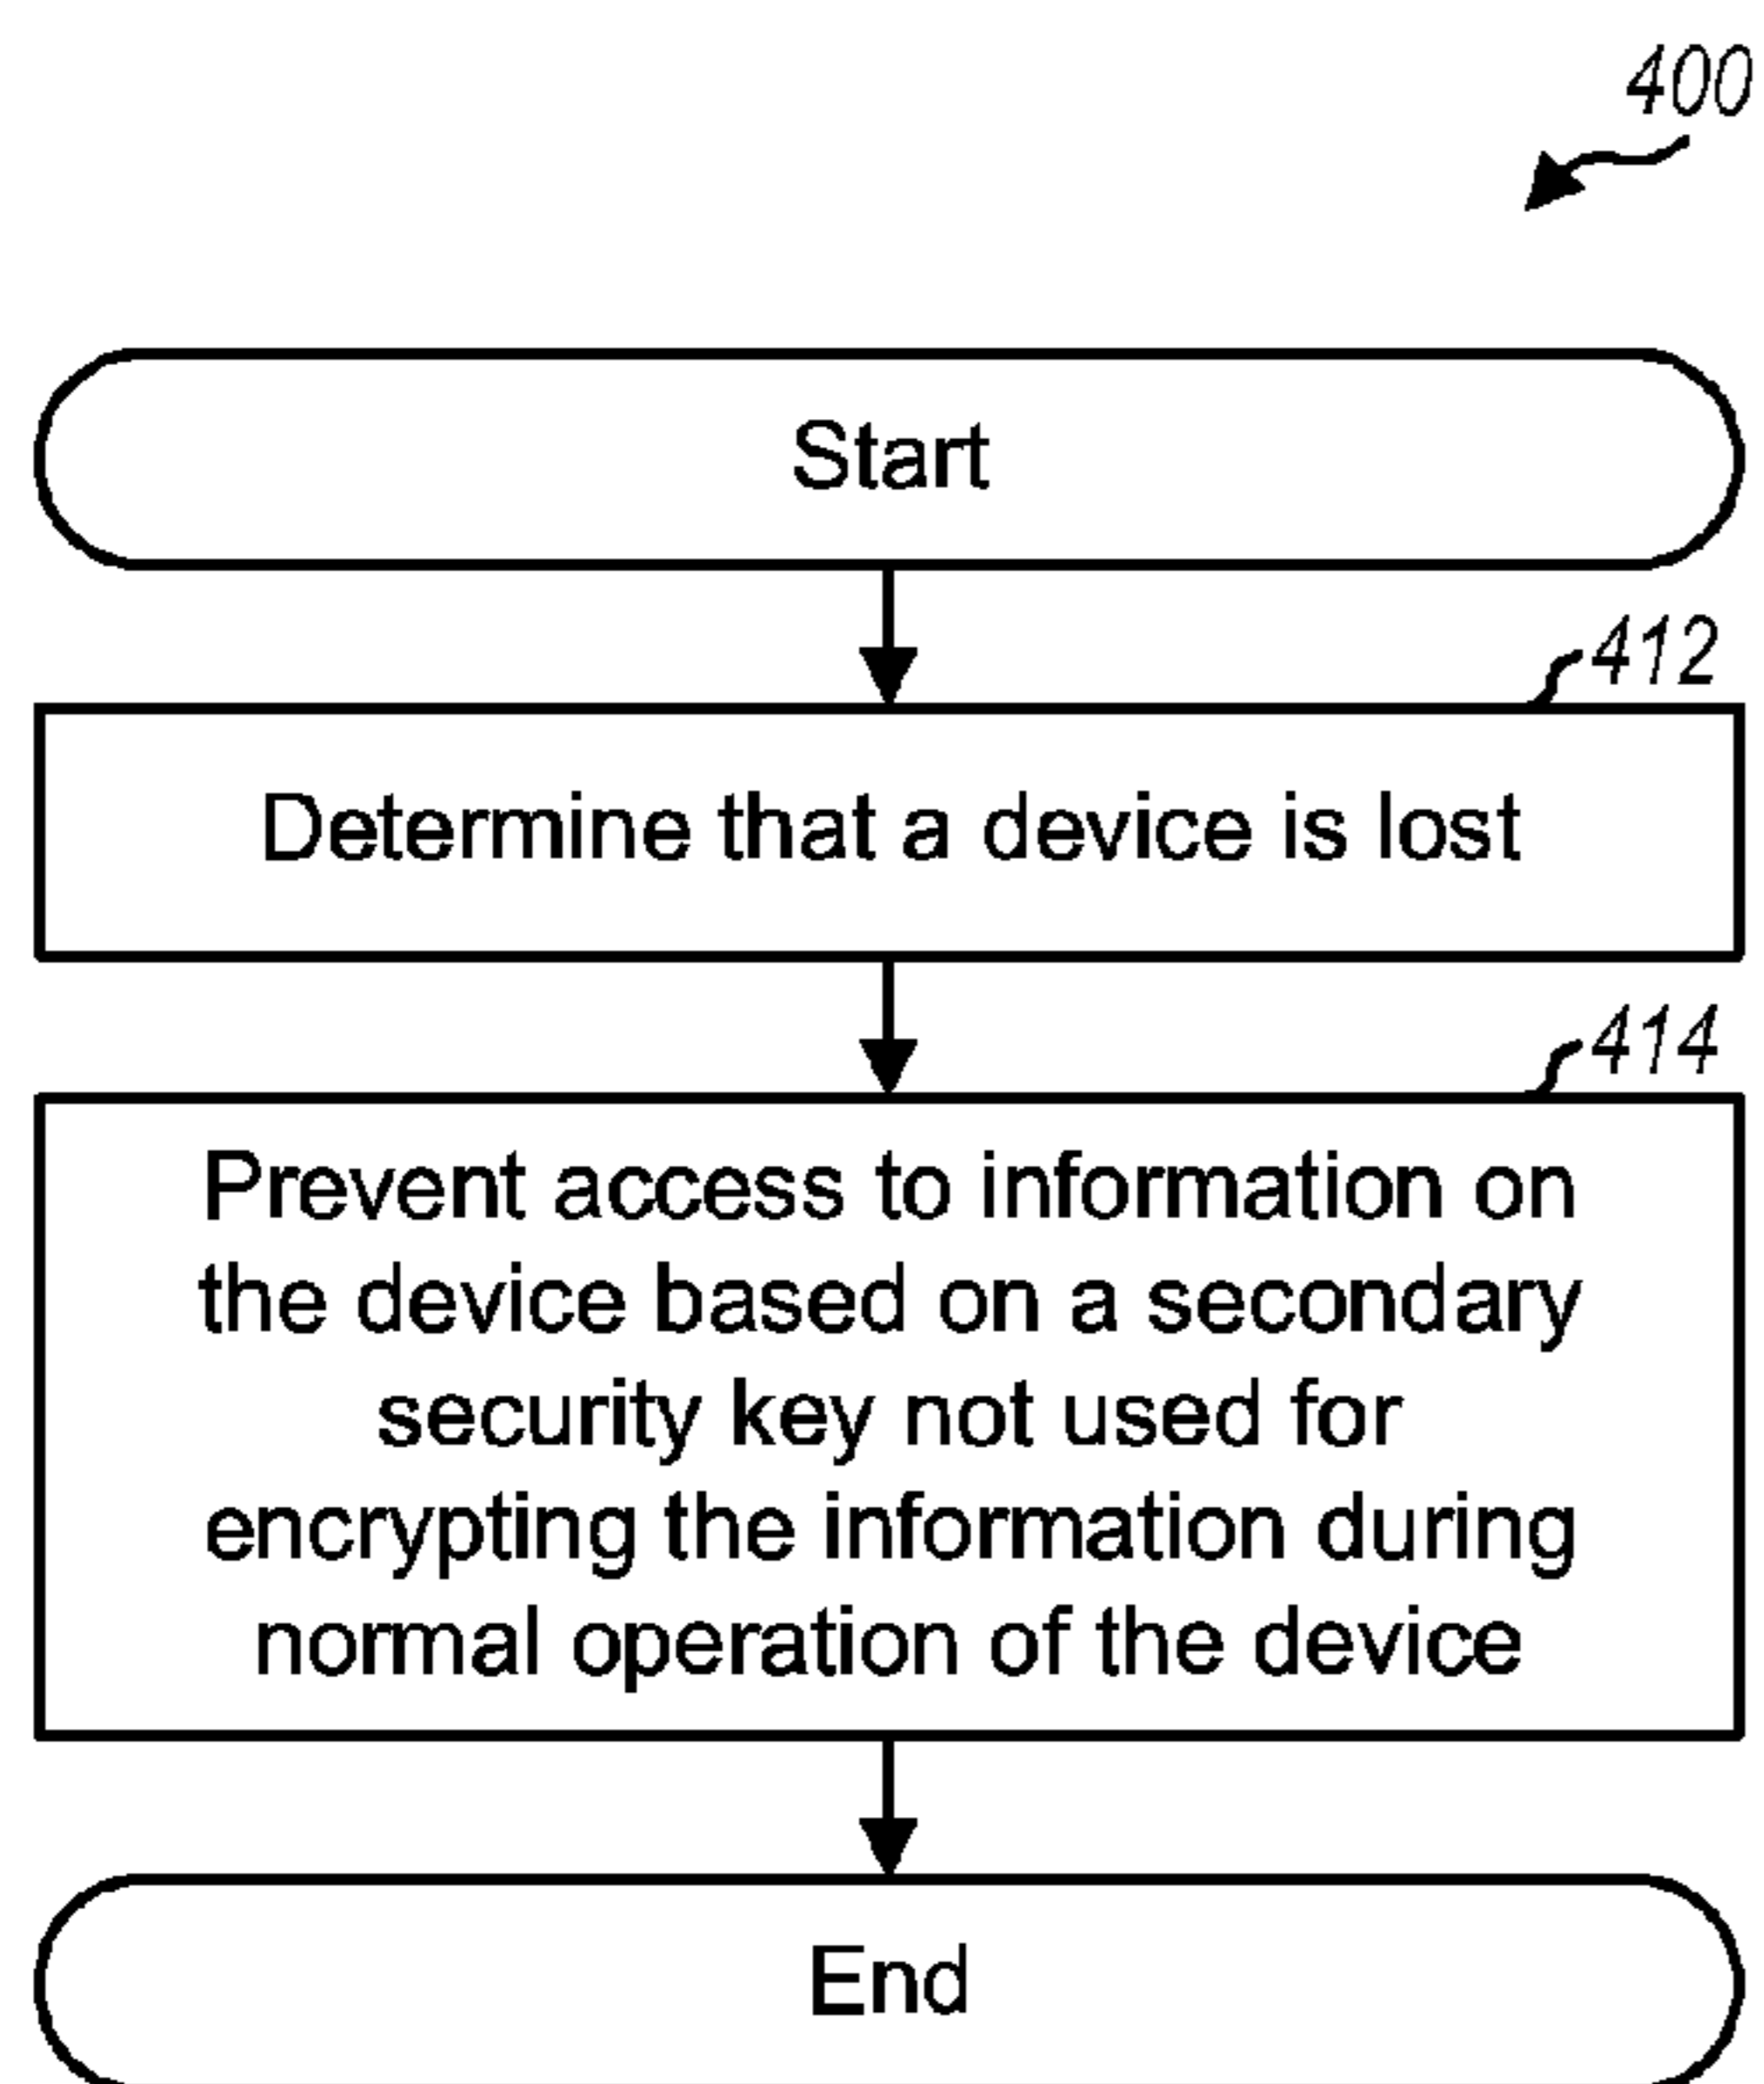 400
Start
412
Determine that a device is lost
414
Prevent access to information on
the device based on a secondary
security key not used for
encrypting the information during
normal operation of the device
End